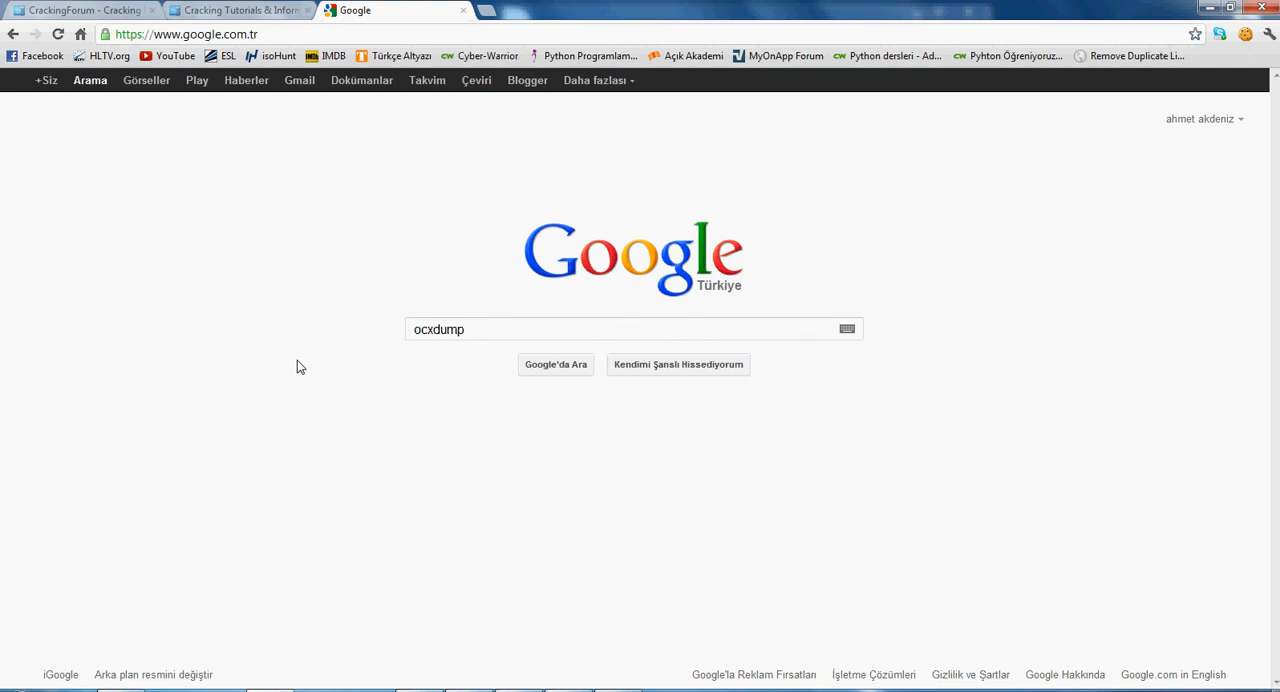 CrackingForum - Cracking
Cracking Tutorials & Inforn
Google
https://www.google.com.tr
Facebook HLTV.org YouTube ESL isoHunt IMDB Türkçe Altyazı Cyber-Warrior Python Programlam... Açık Akademi MyOnApp Forum Python dersleri - Ad... Pyhton Öğreniyoruz... Remove Duplicate Li...
+Siz Arama Görseller Play Haberler Gmail Dokümanlar Takvim Çeviri Blogger Daha fazlası
ahmet akdeniz
Google
Türkiye
ocxdump
Google'da Ara Kendimi Şanslı Hissediyorum
iGoogle Arka plan resmini değiştir Google'la Reklam Fırsatları İşletme Çözümleri Gizlilik ve Şartlar Google Hakkında Google.com in English